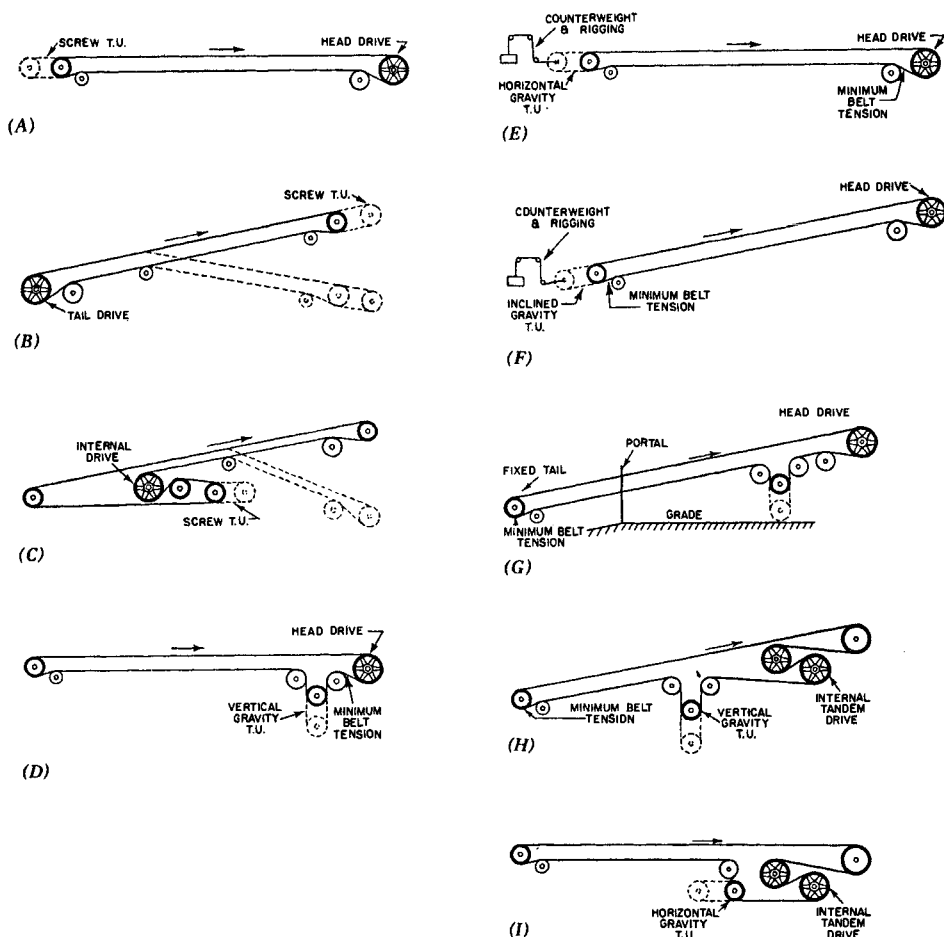 SCREW T.U.
HEAD DRIVE
(A)
SCREW T.U.
TAIL DRIVE
(B)
INTERNAL
DRIVE
SCREW T.U.
(C)
HEAD DRIVE
VERTICAL
GRAVITY
T.U.
MINIMUM
BELT
TENSION
(D)
COUNTERWEIGHT
& RIGGING
HEAD DRIVE
HORIZONTAL
GRAVITY
T.U.
MINIMUM
BELT
TENSION
(E)
HEAD DRIVE
COUNTERWEIGHT
& RIGGING
INCLINED
GRAVITY
T.U.
MINIMUM BELT
TENSION
(F)
HEAD DRIVE
PORTAL
FIXED TAIL
GRADE
MINIMUM BELT
TENSION
(G)
MINIMUM BELT
TENSION
VERTICAL
GRAVITY
T.U.
INTERNAL
TANDEM
DRIVE
(H)
HORIZONTAL
GRAVITY
T.U.
INTERNAL
TANDEM
DRIVE
(I)